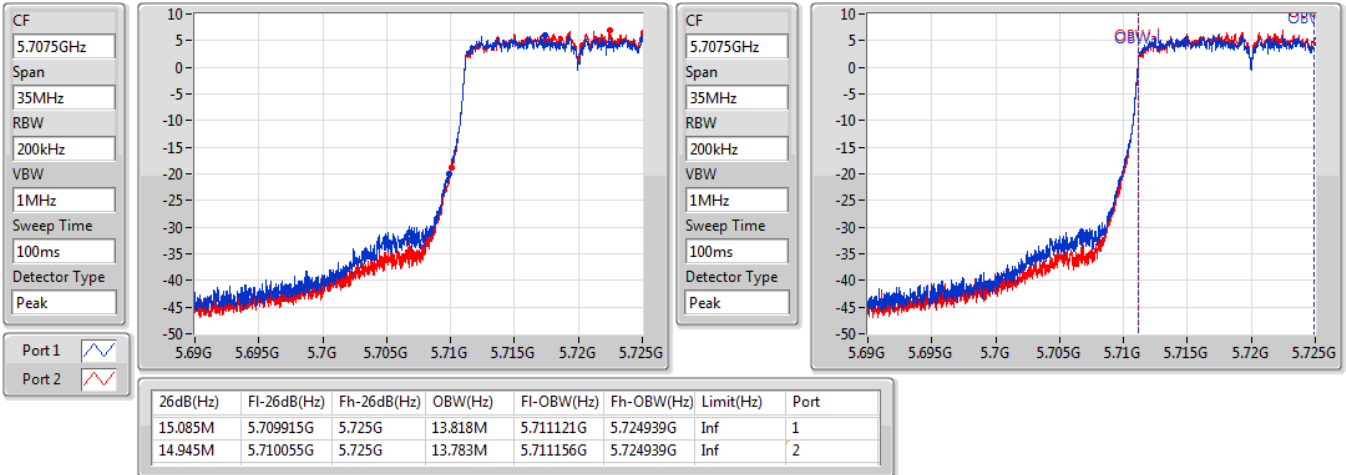 CF
5.7075GHz
Span
35MHz
RBW
200kHz
VBW
1MHz
Sweep Time
100ms
Detector Type
Peak
Port 1
Port 2
10
5
0
-5
-10
-15
-20
-25
-30
-35
-40
-45
-50
5.69G 5.695G 5.7G 5.705G 5.71G 5.715G 5.72G 5.725G
CF
5.7075GHz
Span
35MHz
RBW
200kHz
VBW
1MHz
Sweep Time
100ms
Detector Type
Peak
10
5
0
-5
-10
-15
-20
-25
-30
-35
-40
-45
-50
5.69G 5.695G 5.7G 5.705G 5.71G 5.715G 5.72G 5.725G
26dB(Hz) Fl-26dB(Hz) Fh-26dB(Hz) OBW(Hz) Fl-OBW(Hz) Fh-OBW(Hz) Limit(Hz) Port
15.085M 5.709915G 5.725G 13.818M 5.711121G 5.724939G Inf 1
14.945M 5.710055G 5.725G 13.783M 5.711156G 5.724939G Inf 2